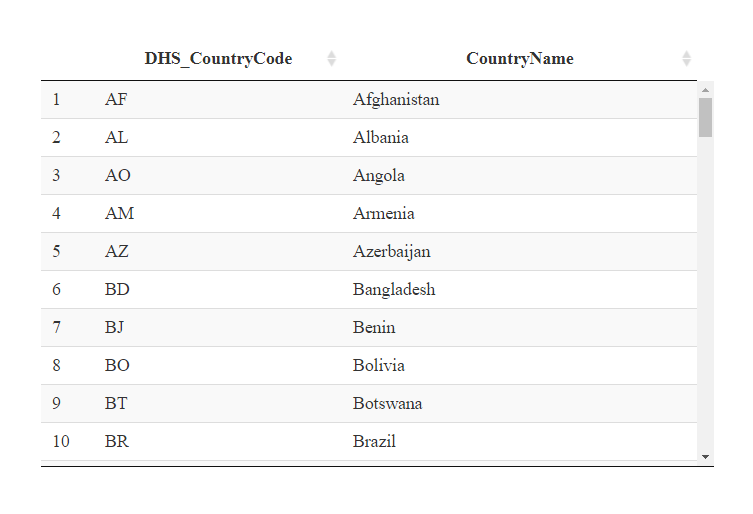 DHS_CountryCode CountryName
1 AF Afghanistan
2 AL Albania
3 AO Angola
4 AM Armenia
5 AZ Azerbaijan
6 BD Bangladesh
7 BJ Benin
8 BO Bolivia
9 BT Botswana
10 BR Brazil